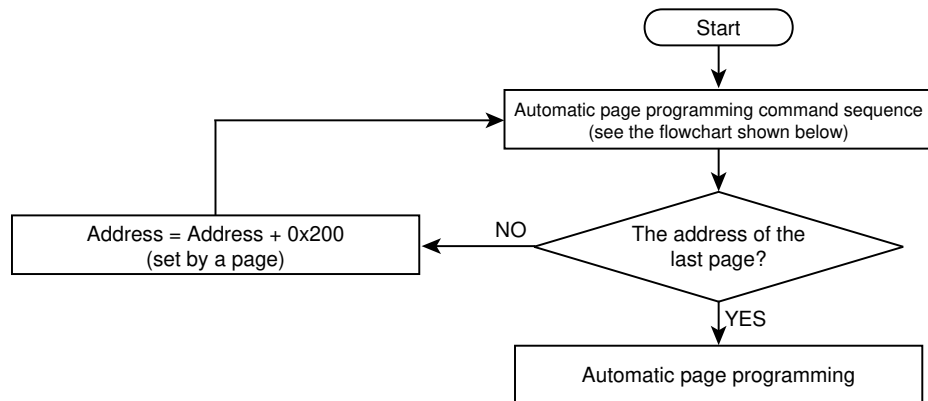 Start
Automatic page programming command sequence
(see the flowchart shown below)
Address = Address + 0x200
(set by a page)
NO
The address of the
last page?
YES
Automatic page programming